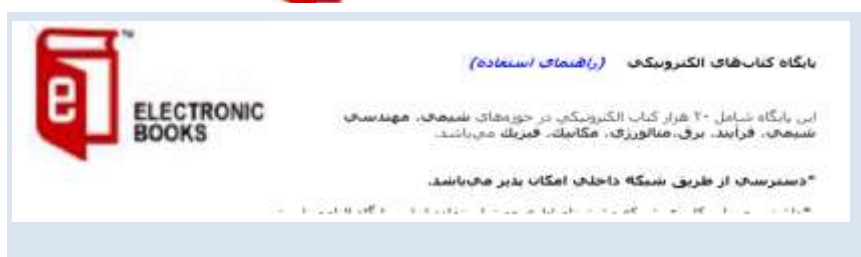 پایگاه کتاب‌های الکترونیکی (راهنمای استفاده)
™
e
ELECTRONIC
BOOKS
این پایگاه شامل ۲۰ هزار کتاب الکترونیکی در حوزه‌های شیمی، مهندسی
شیمی، فرآیند، برق، متالورژی، مکانیک، فیزیک می‌باشد.
*دسترسی از طریق شبکه داخلی امکان پذیر می‌باشد.